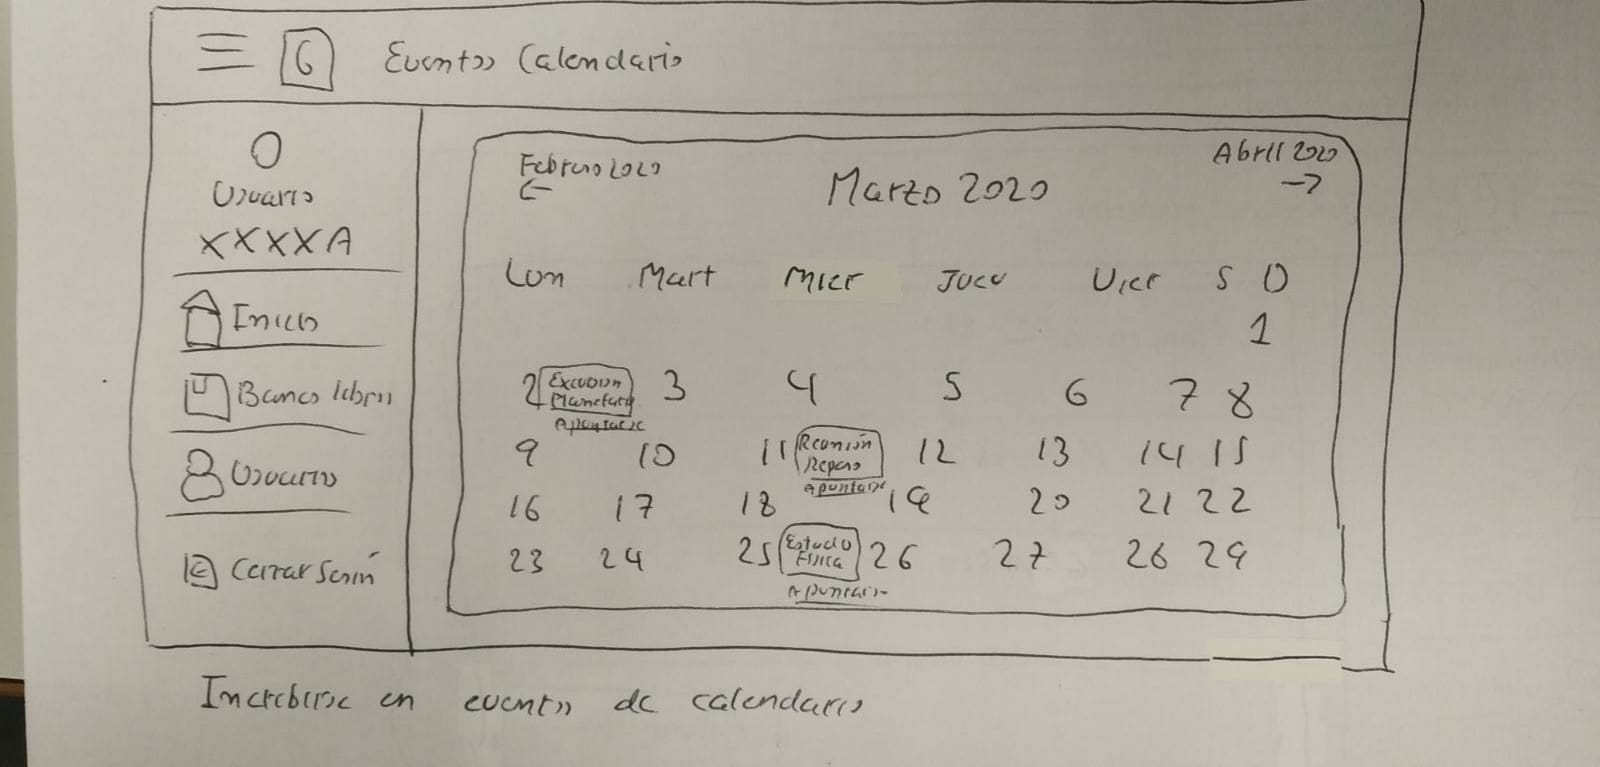 G Eventos Calendario
Usuario
XXXXA
Inicio
Banco libros
Usuario
Cerrar Sesión
Febrero 2020
←
Marzo 2020
Abril 2020
→
Lun Mart Mier Juev Vier S D
1
2 Excursión 3 4 5 6 7 8
Planetario
Apuntarse
9 10 11 Reunión 12 13 14 15
Repaso
Apuntarse
16 17 18 19 20 21 22
23 24 25 Estudio 26 27 28 29
Física
Apuntarse
Increbirse en eventos de calendario